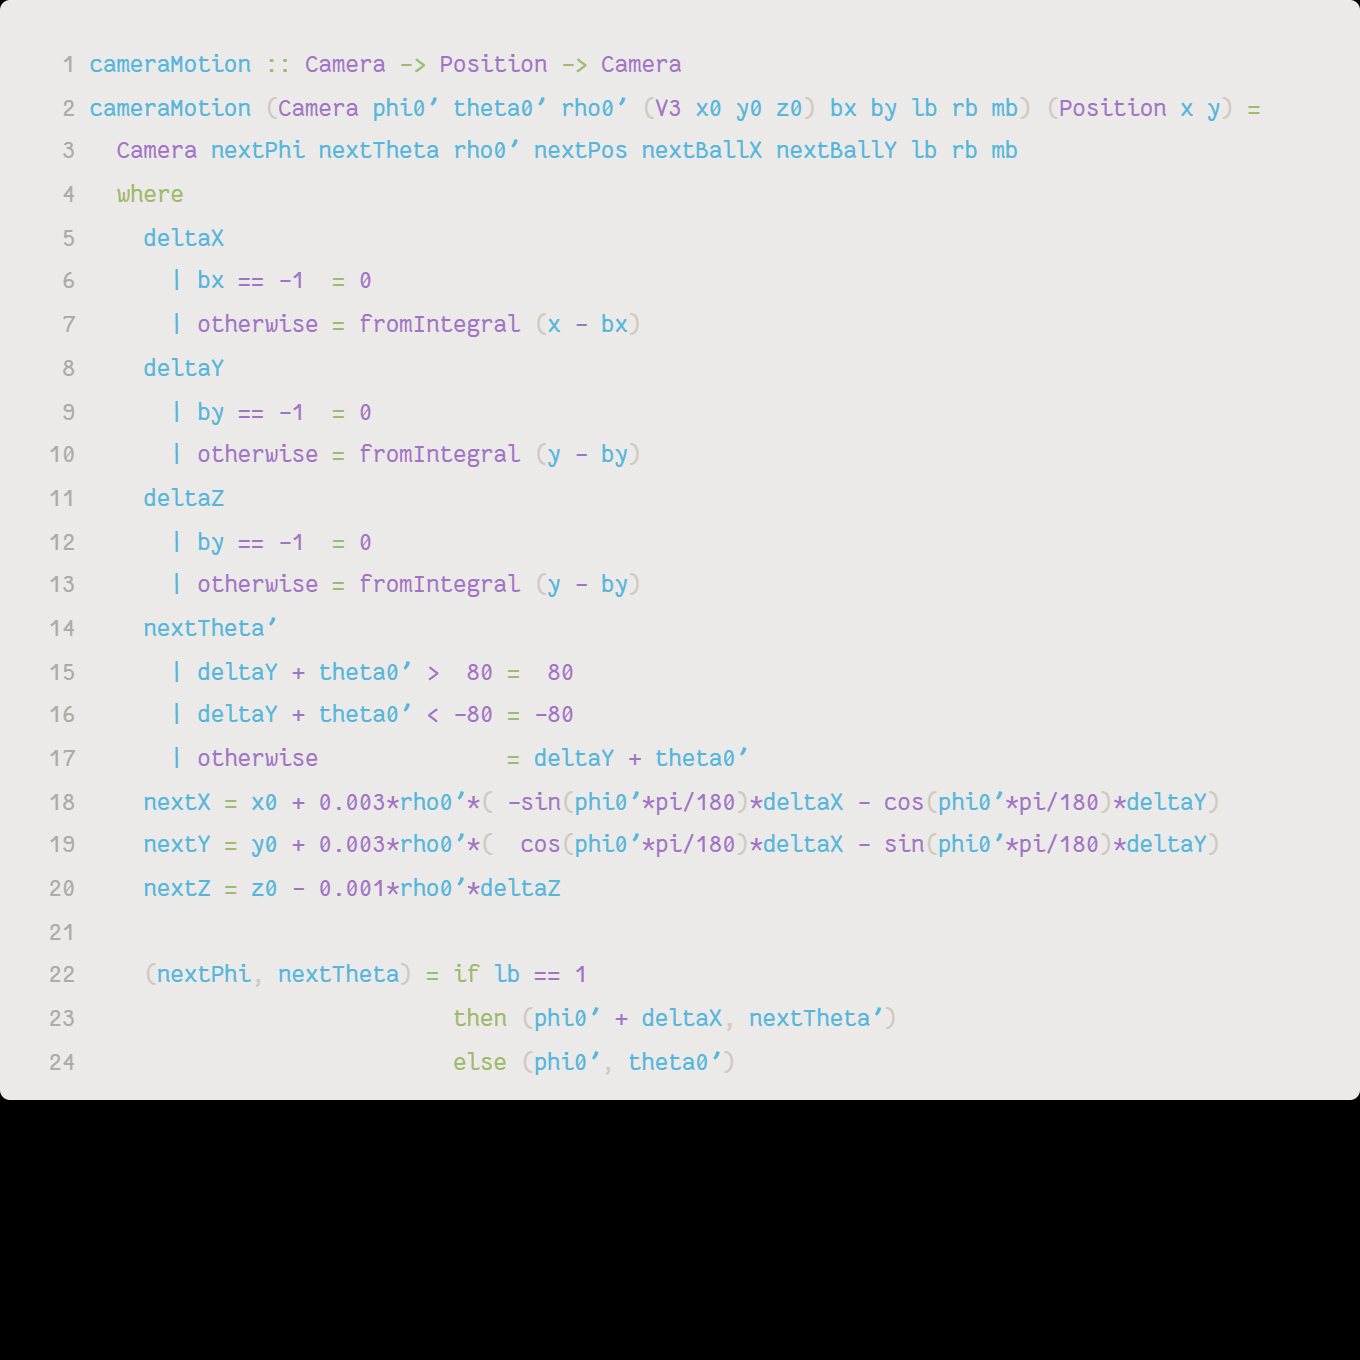 1 cameraMotion :: Camera -> Position -> Camera
2 cameraMotion (Camera phi0' theta0' rho0' (V3 x0 y0 z0) bx by lb rb mb) (Position x y) =
3   Camera nextPhi nextTheta rho0' nextPos nextBallX nextBallY lb rb mb
4   where
5     deltaX
6       | bx == -1  = 0
7       | otherwise = fromIntegral (x - bx)
8     deltaY
9       | by == -1  = 0
10       | otherwise = fromIntegral (y - by)
11     deltaZ
12       | by == -1  = 0
13       | otherwise = fromIntegral (y - by)
14     nextTheta'
15       | deltaY + theta0' >  80 =  80
16       | deltaY + theta0' < -80 = -80
17       | otherwise              = deltaY + theta0'
18     nextX = x0 + 0.003*rho0'*( -sin(phi0'*pi/180)*deltaX - cos(phi0'*pi/180)*deltaY)
19     nextY = y0 + 0.003*rho0'*(  cos(phi0'*pi/180)*deltaX - sin(phi0'*pi/180)*deltaY)
20     nextZ = z0 - 0.001*rho0'*deltaZ
21
22     (nextPhi, nextTheta) = if lb == 1
23                            then (phi0' + deltaX, nextTheta')
24                            else (phi0', theta0')